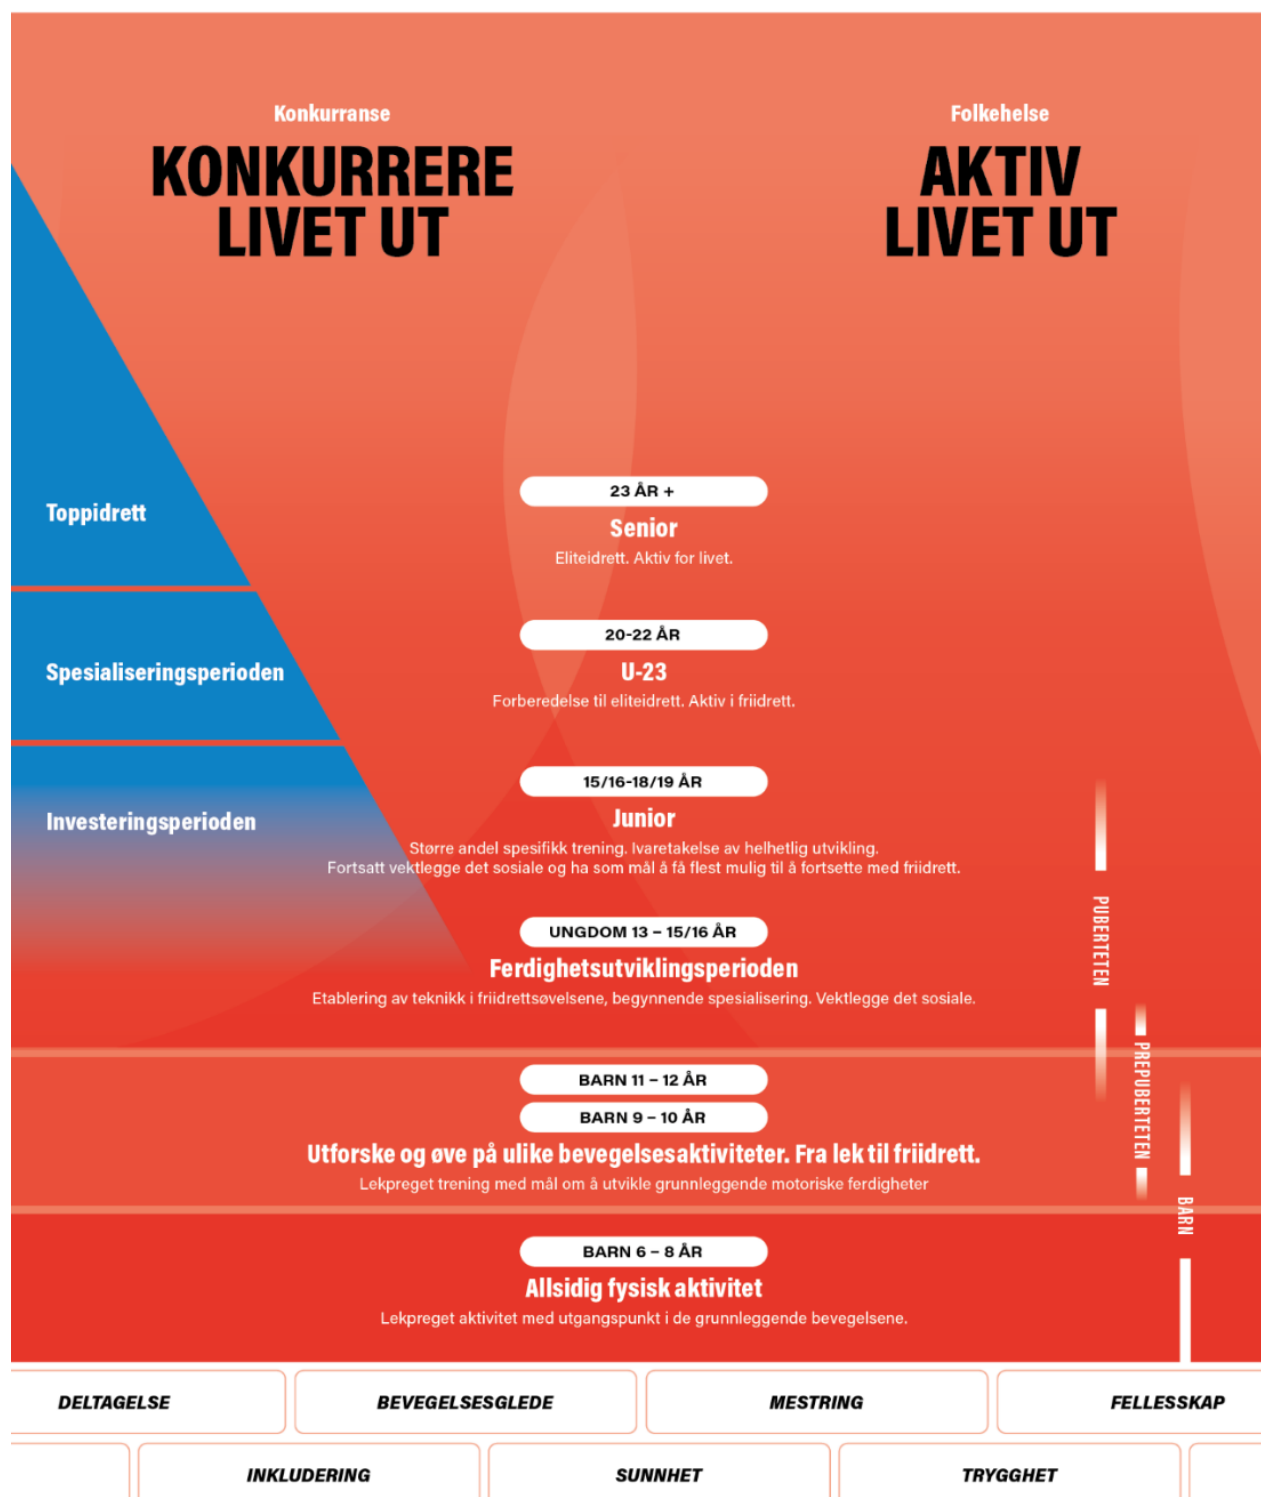 Konkurranse
KONKURRERE
LIVET UT
Folkehelse
AKTIV
LIVET UT
Toppidrett
23 ÅR +
Senior
Eliteidrett. Aktiv for livet.
Spesialiseringsperioden
20-22 ÅR
U-23
Forberedelse til eliteidrett. Aktiv i friidrett.
Investeringsperioden
15/16-18/19 ÅR
Junior
Større andel spesifikk trening. Ivaretakelse av helhetlig utvikling.
Fortsatt vektlegge det sosiale og ha som mål å få flest mulig til å fortsette med friidrett.
UNGDOM 13 – 15/16 ÅR
Ferdighetsutviklingsperioden
Etablering av teknikk i friidrettsøvelsene, begynnende spesialisering. Vektlegge det sosiale.
PUBERTETEN
BARN 11 – 12 ÅR
BARN 9 – 10 ÅR
Utforske og øve på ulike bevegelsesaktiviteter. Fra lek til friidrett.
Lekpreget trening med mål om å utvikle grunnleggende motoriske ferdigheter
PREPUBERTETEN
BARN
BARN 6 – 8 ÅR
Allsidig fysisk aktivitet
Lekpreget aktivitet med utgangspunkt i de grunnleggende bevegelsene.
DELTAGELSE
BEVEGELSESGLEDE
MESTRING
FELLESSKAP
INKLUDERING
SUNNHET
TRYGGHET